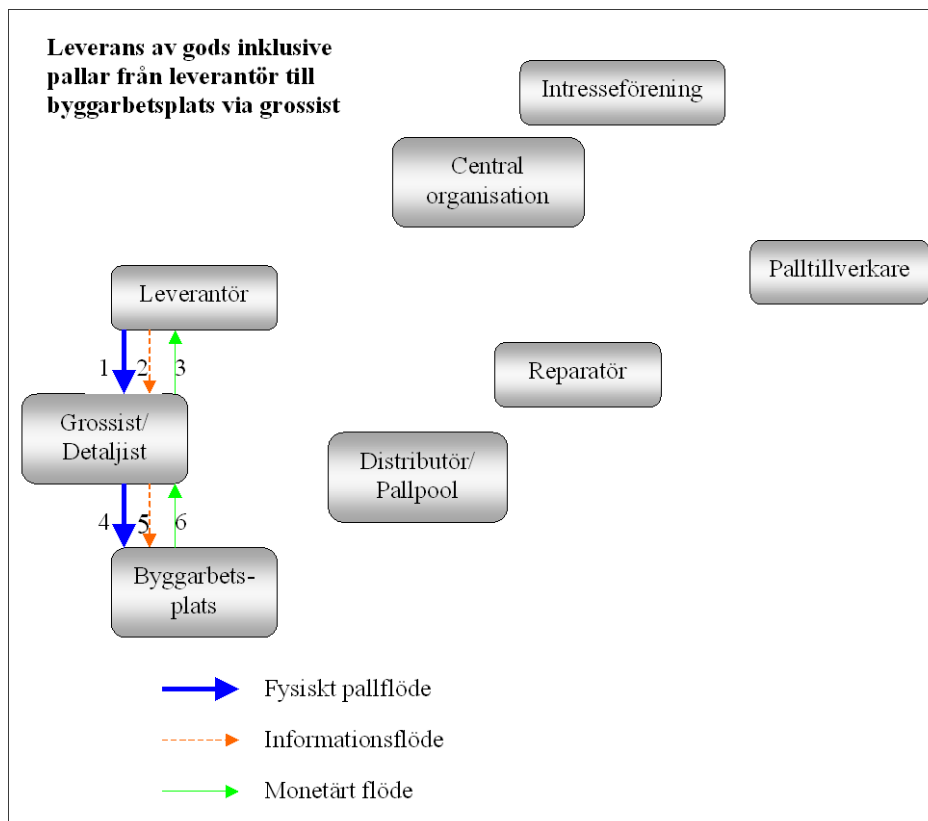 Leverans av gods inklusive
pallar från leverantör till
byggarbetsplats via grossist
Intresseförening
Central
organisation
Palltillverkare
Leverantör
1 2 3
Reparatör
Grossist/
Detaljist
Distributör/
Pallpool
4 5 6
Byggarbets-
plats
Fysiskt pallflöde
Informationsflöde
Monetärt flöde